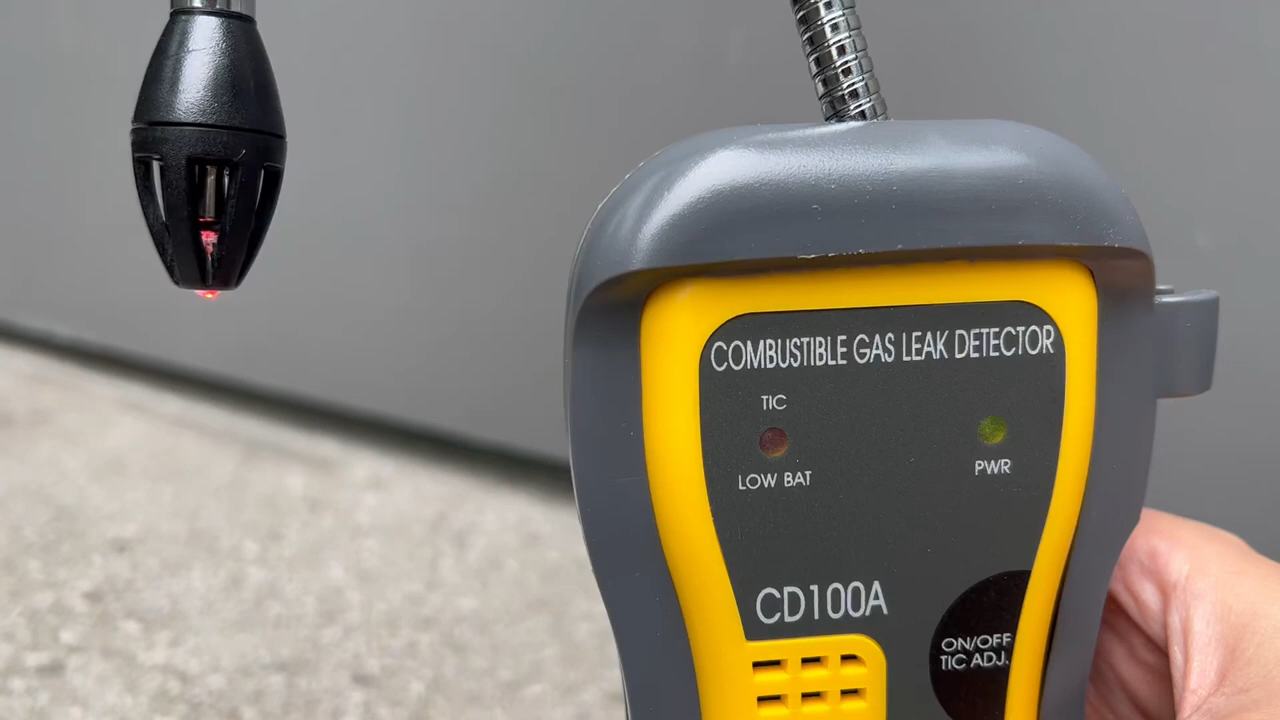 COMBUSTIBLE GAS LEAK DETECTOR
TIC
LOW BAT
PWR
CD100A
ON/OFF
TIC ADJ.